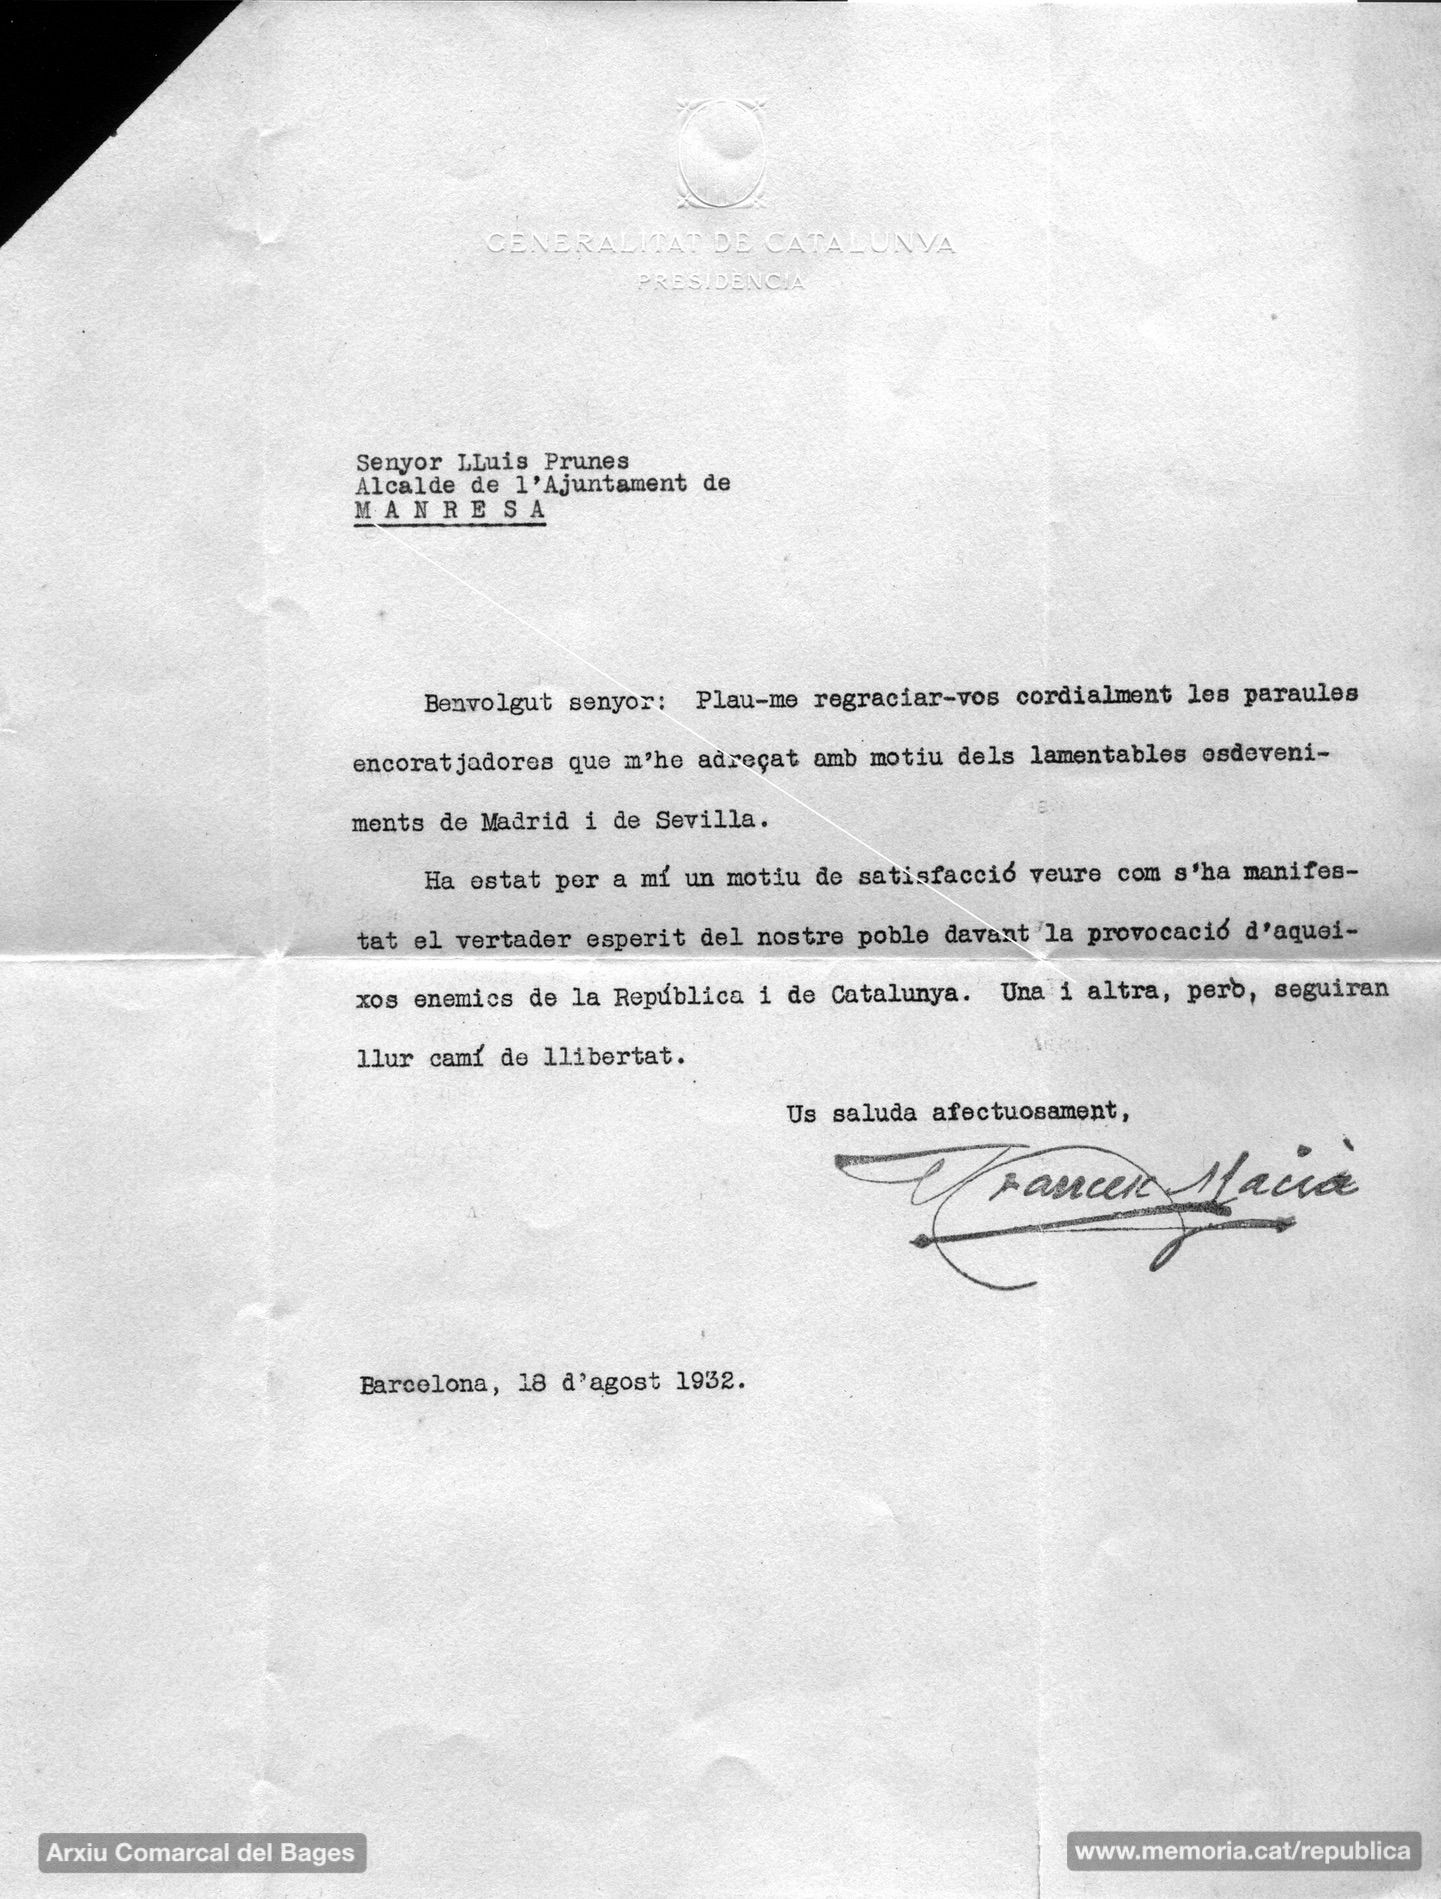 GENERALITAT DE CATALUNYA
PRESIDENCIA
Senyor LLuis Prunes
Alcalde de l'Ajuntament de
M A N R E S A
Benvolgut senyor: Plau-me regraciar-vos cordialment les paraules
encoratjadores que m'he adreçat amb motiu dels lamentables esdeveni-
ments de Madrid i de Sevilla.
Ha estat per a mí un motiu de satisfacció veure com s'ha manifes-
tat el vertader esperit del nostre poble davant la provocació d'aquei-
xos enemics de la República i de Catalunya. Una i altra, però, seguiran
llur camí de llibertat.
Us saluda afectuosament,
Francesc Macià
Barcelona, 18 d'agost 1932.
Arxiu Comarcal del Bages
www.memoria.cat/republica